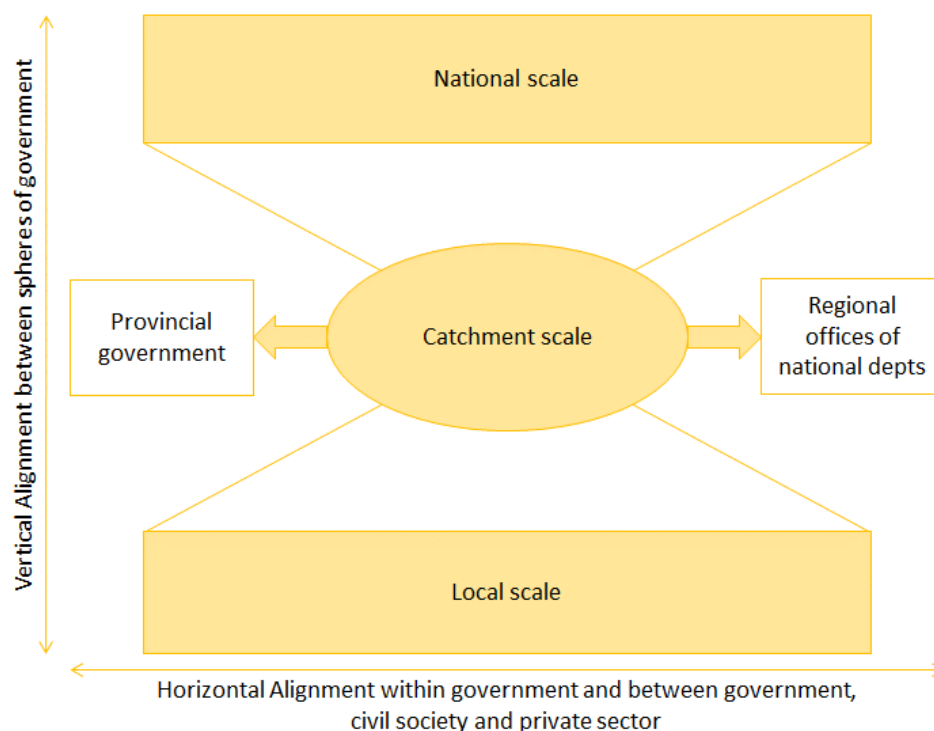 National scale
Vertical Alignment between spheres of government
Provincial
government
Catchment scale
Regional
offices of
national depts
Local scale
Horizontal Alignment within government and between government,
civil society and private sector